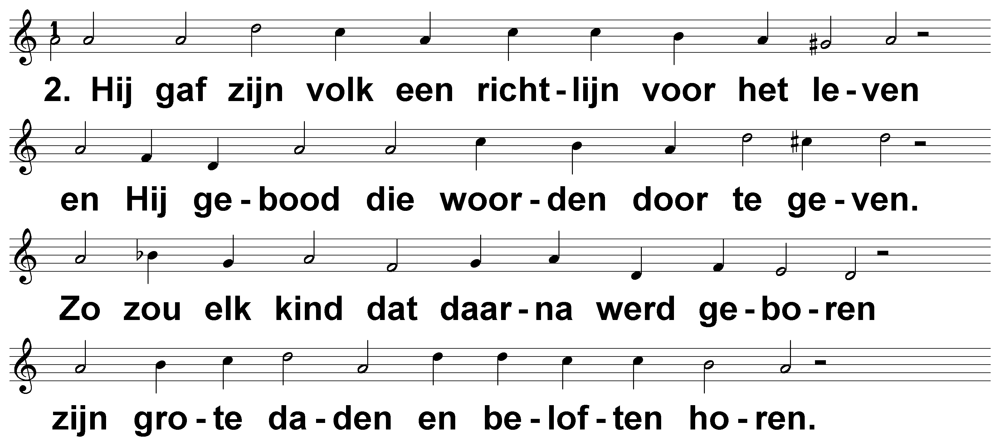 1
2. Hij gaf zijn volk een richt-lijn voor het le-ven
en Hij ge-bood die woor-den door te ge-ven.
Zo zou elk kind dat daar-na werd ge-bo-ren
zijn gro-te da-den en be-lof-ten ho-ren.